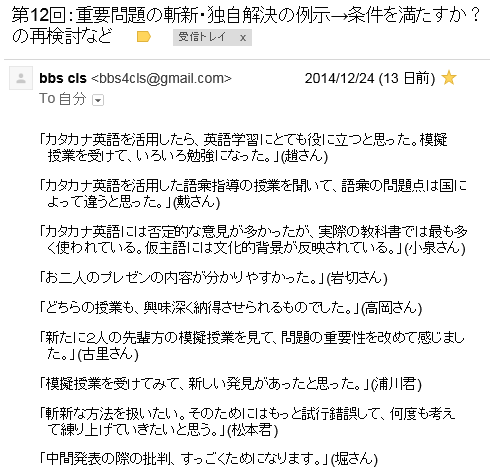 第12回:重要問題の斬新・独自解決の例示→条件を満たすか?
の再検討など 受信トレイ x
bbs cls <bbs4cls@gmail.com> 2014/12/24 (13 日前)
To 自分
「カタカナ英語を活用したら、英語学習にとても役に立つと思った。模擬
授業を受けて、いろいろ勉強になった。」(趙さん)
「カタカナ英語を活用した語彙指導の授業を聞いて、語彙の問題点は国に
よって違うと思った。」(戴さん)
「カタカナ英語には否定的な意見が多かったが、実際の教科書では最も多
く使われている。仮主語には文化的背景が反映されている。」(小泉さん)
「お二人のプレゼンの内容が分かりやすかった。」(岩切さん)
「どちらの授業も、興味深く納得させられるものでした。」(高岡さん)
「新たに2人の先輩方の模擬授業を見て、問題の重要性を改めて感じまし
た。」(古里さん)
「模擬授業を受けてみて、新しい発見があったと思った。」(浦川君)
「斬新な方法を扱いたい。そのためにはもっと試行錯誤して、何度も考え
て練り上げていきたいと思う。」(松本君)
「中間発表の際の批判、すっごくためになります。」(堀さん)